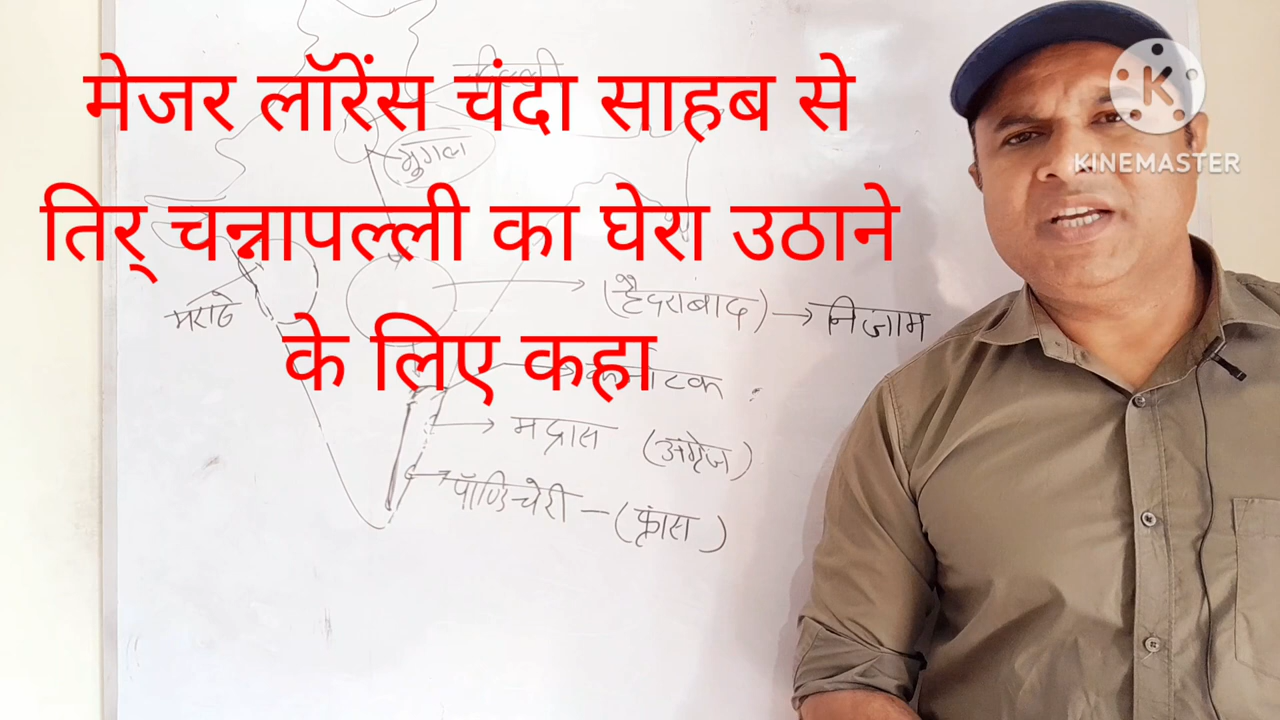 मेजर लॉरेंस चंदा साहब से
तिर् चन्नापल्ली का घेरा उठाने
के लिए कहा
KINEMASTER
मुगल
मराठे
(हैदराबाद) → निजाम
मद्रास (अंग्रेज)
पॉण्डिचेरी - (फ्रांस)